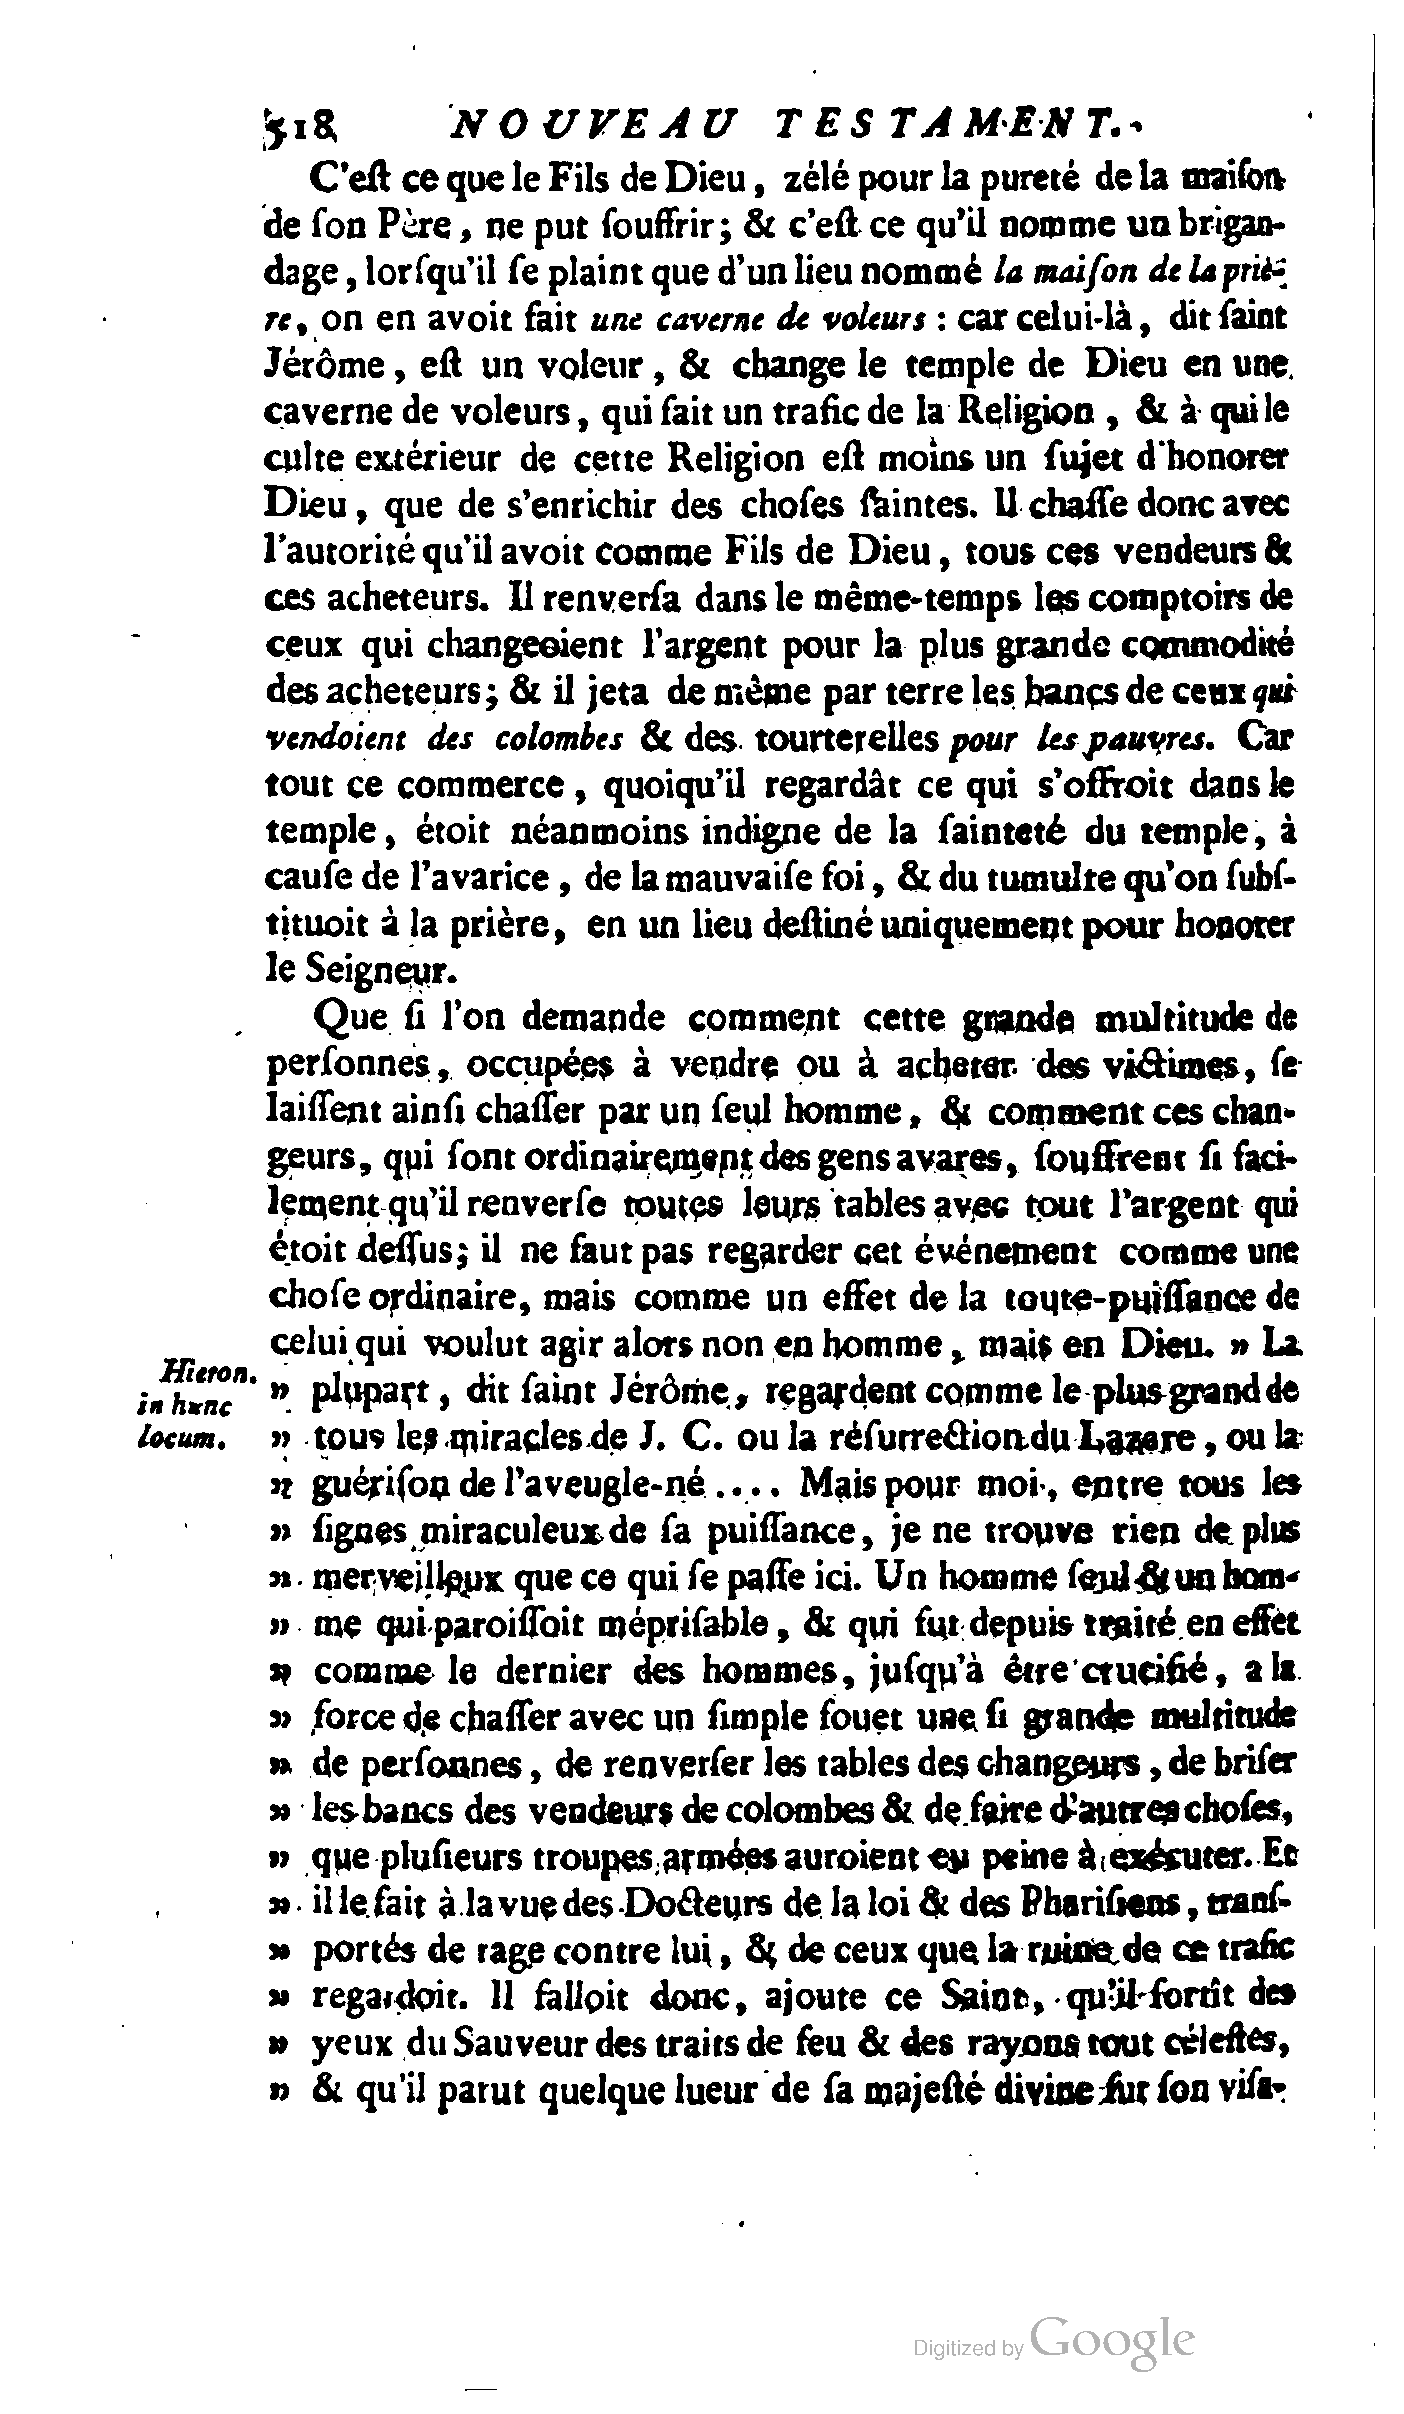 518 NOUVEAU TESTAMENT.
C'eſt ce que le Fils de Dieu, zélé pour la pureté de la maiſon
de ſon Père, ne put ſouffrir; & c'eſt ce qu'il nomme un brigan-
dage, lorſqu'il ſe plaint que d'un lieu nommé la maiſon de la priè-
re, on en avoit fait une caverne de voleurs : car celui-là, dit ſaint
Jérôme, eſt un voleur, & change le temple de Dieu en une
caverne de voleurs, qui fait un trafic de la Religion, & à qui le
culte extérieur de cette Religion eſt moins un ſujet d'honorer
Dieu, que de s'enrichir des choſes ſaintes. Il chaſſe donc avec
l'autorité qu'il avoit comme Fils de Dieu, tous ces vendeurs &
ces acheteurs. Il renverſa dans le même-temps les comptoirs de
ceux qui changeoient l'argent pour la plus grande commodité
des acheteurs; & il jeta de même par terre les bancs de ceux qui
vendoient des colombes & des tourterelles pour les pauvres. Car
tout ce commerce, quoiqu'il regardât ce qui s'offroit dans le
temple, étoit néanmoins indigne de la ſainteté du temple, à
cauſe de l'avarice, de la mauvaiſe foi, & du tumulte qu'on ſubſ-
tituoit à la prière, en un lieu deſtiné uniquement pour honorer
le Seigneur.
Que ſi l'on demande comment cette grande multitude de
perſonnes, occupées à vendre ou à acheter des victimes, ſe
laiſſent ainſi chaſſer par un ſeul homme, & comment ces chan-
geurs, qui ſont ordinairement des gens avares, ſouffrent ſi faci-
lement qu'il renverſe toutes leurs tables avec tout l'argent qui
étoit deſſus; il ne faut pas regarder cet événement comme une
choſe ordinaire, mais comme un effet de la toute-puiſſance de
celui qui voulut agir alors non en homme, mais en Dieu. » La
Hieron.
in hunc
locum.
» plupart, dit ſaint Jérôme, regardent comme le plus grand de
» tous les miracles de J. C. ou la réſurrection du Lazare, ou la
» guériſon de l'aveugle-né .... Mais pour moi, entre tous les
» ſignes miraculeux de ſa puiſſance, je ne trouve rien de plus
» merveilleux que ce qui ſe paſſe ici. Un homme ſeul & un hom-
» me qui paroiſſoit mépriſable, & qui fut depuis traité en effet
» comme le dernier des hommes, juſqu'à être crucifié, a la
» force de chaſſer avec un ſimple fouet une ſi grande multitude
» de perſonnes, de renverſer les tables des changeurs, de briſer
» les bancs des vendeurs de colombes & de faire d'autres choſes,
» que pluſieurs troupes armées auroient eu peine à exécuter. Et
» il le fait à la vue des Docteurs de la loi & des Phariſiens, tranſ-
» portés de rage contre lui, & de ceux que la ruine de ce trafic
» regardoit. Il falloit donc, ajoute ce Saint, qu'il ſortît des
» yeux du Sauveur des traits de feu & des rayons tout céleſtes,
» & qu'il parut quelque lueur de ſa majeſté divine ſur ſon viſa-
Digitized by Google